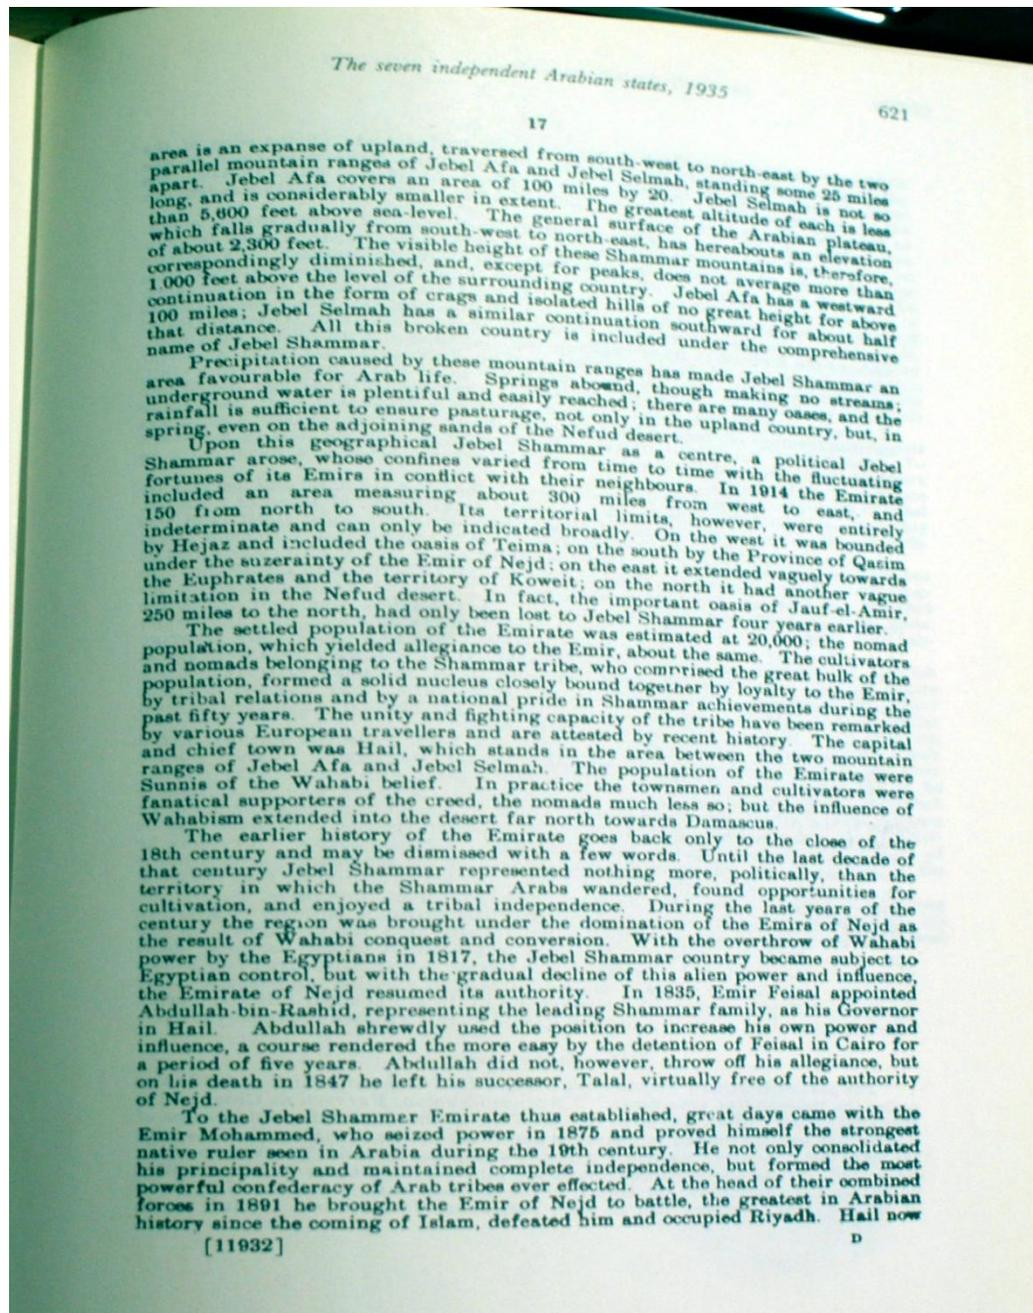 The seven independent Arabian states, 1935
621
17
area is an expanse of upland, traversed from south-west to north-east by the two
parallel mountain ranges of Jebel Afa and Jebel Selmah, standing some 25 miles
apart. Jebel Afa covers an area of 100 miles by 20. Jebel Selmah is not so
long, and is considerably smaller in extent. The greatest altitude of each is less
than 5,600 feet above sea-level. The general surface of the Arabian plateau,
which falls gradually from south-west to north-east, has hereabouts an elevation
of about 2,300 feet. The visible height of these Shammar mountains is, therefore,
correspondingly diminished, and, except for peaks, does not average more than
1,000 feet above the level of the surrounding country. Jebel Afa has a westward
continuation in the form of crags and isolated hills of no great height for above
100 miles; Jebel Selmah has a similar continuation southward for about half
that distance. All this broken country is included under the comprehensive
name of Jebel Shammar.
Precipitation caused by these mountain ranges has made Jebel Shammar an
area favourable for Arab life. Springs abound, though making no streams;
underground water is plentiful and easily reached; there are many oases, and the
rainfall is sufficient to ensure pasturage, not only in the upland country, but, in
spring, even on the adjoining sands of the Nefud desert.
Upon this geographical Jebel Shammar as a centre, a political Jebel
Shammar arose, whose confines varied from time to time with the fluctuating
fortunes of its Emirs in conflict with their neighbours. In 1914 the Emirate
included an area measuring about 300 miles from west to east, and
150 from north to south. Its territorial limits, however, were entirely
indeterminate and can only be indicated broadly. On the west it was bounded
by Hejaz and included the oasis of Teima; on the south by the Province of Qasim
under the suzerainty of the Emir of Nejd; on the east it extended vaguely towards
the Euphrates and the territory of Koweit; on the north it had another vague
limitation in the Nefud desert. In fact, the important oasis of Jauf-el-Amir,
250 miles to the north, had only been lost to Jebel Shammar four years earlier.
The settled population of the Emirate was estimated at 20,000; the nomad
population, which yielded allegiance to the Emir, about the same. The cultivators
and nomads belonging to the Shammar tribe, who comprised the great bulk of the
population, formed a solid nucleus closely bound together by loyalty to the Emir,
by tribal relations and by a national pride in Shammar achievements during the
past fifty years. The unity and fighting capacity of the tribe have been remarked
by various European travellers and are attested by recent history. The capital
and chief town was Hail, which stands in the area between the two mountain
ranges of Jebel Afa and Jebel Selmah. The population of the Emirate were
Sunnis of the Wahabi belief. In practice the townsmen and cultivators were
fanatical supporters of the creed, the nomads much less so; but the influence of
Wahabism extended into the desert far north towards Damascus.
The earlier history of the Emirate goes back only to the close of the
18th century and may be dismissed with a few words. Until the last decade of
that century Jebel Shammar represented nothing more, politically, than the
territory in which the Shammar Arabs wandered, found opportunities for
cultivation, and enjoyed a tribal independence. During the last years of the
century the region was brought under the domination of the Emirs of Nejd as
the result of Wahabi conquest and conversion. With the overthrow of Wahabi
power by the Egyptians in 1817, the Jebel Shammar country became subject to
Egyptian control, but with the gradual decline of this alien power and influence,
the Emirate of Nejd resumed its authority. In 1835, Emir Feisal appointed
Abdullah-bin-Rashid, representing the leading Shammar family, as his Governor
in Hail. Abdullah shrewdly used the position to increase his own power and
influence, a course rendered the more easy by the detention of Feisal in Cairo for
a period of five years. Abdullah did not, however, throw off his allegiance, but
on his death in 1847 he left his successor, Talal, virtually free of the authority
of Nejd.
To the Jebel Shammer Emirate thus established, great days came with the
Emir Mohammed, who seized power in 1875 and proved himself the strongest
native ruler seen in Arabia during the 19th century. He not only consolidated
his principality and maintained complete independence, but formed the most
powerful confederacy of Arab tribes ever effected. At the head of their combined
forces in 1891 he brought the Emir of Nejd to battle, the greatest in Arabian
history since the coming of Islam, defeated him and occupied Riyadh. Hail now
[11932]
D